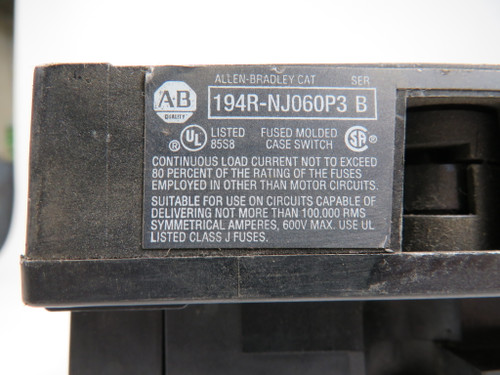 ALLEN-BRADLEY CAT SER
A-B QUALITY 194R-NJ060P3 B
UL ® LISTED 85S8 FUSED MOLDED CASE SWITCH SA ®
CONTINUOUS LOAD CURRENT NOT TO EXCEED
80 PERCENT OF THE RATING OF THE FUSES
EMPLOYED IN OTHER THAN MOTOR CIRCUITS.
SUITABLE FOR USE ON CIRCUITS CAPABLE OF
DELIVERING NOT MORE THAN 100,000 RMS
SYMMETRICAL AMPERES, 600V MAX. USE UL
LISTED CLASS J FUSES.